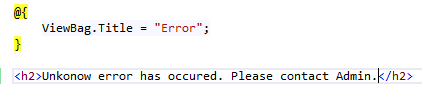 @{
ViewBag.Title = "Error";
}
<h2>Unkonow error has occured. Please contact Admin.</h2>